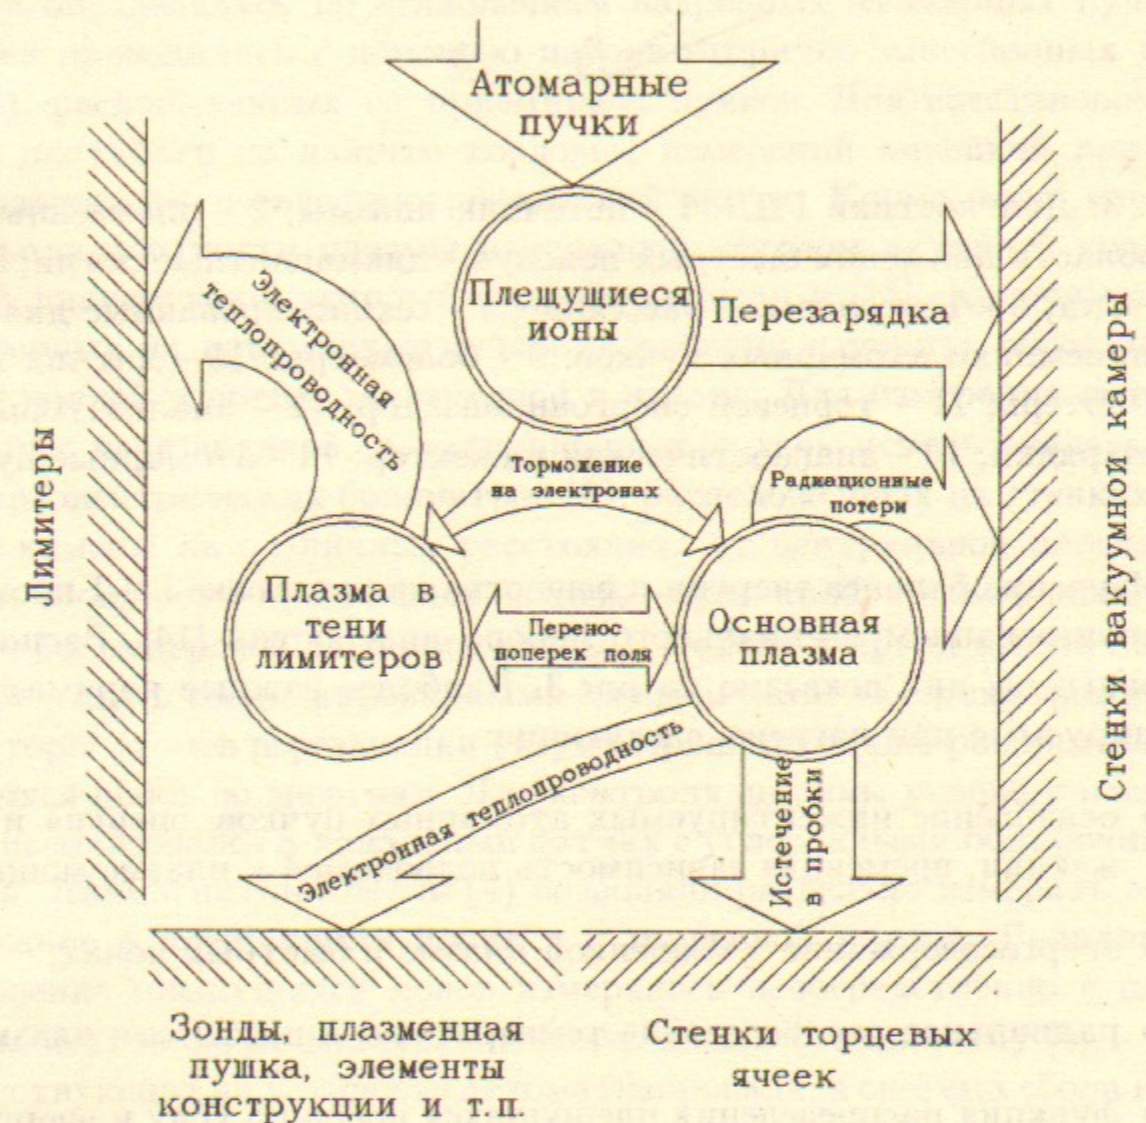 Атомарные
пучки
Плещущиеся
ионы
Перезарядка
Электронная
теплопроводность
Лимитеры
Торможение
на электронах
Радиационные
потери
Стенки вакуумной камеры
Плазма в
тени
лимитеров
Перенос
поперек поля
Основная
плазма
Электронная теплопроводность
Истечение
в пробки
Зонды, плазменная
пушка, элементы
конструкции и т.п.
Стенки торцевых
ячеек